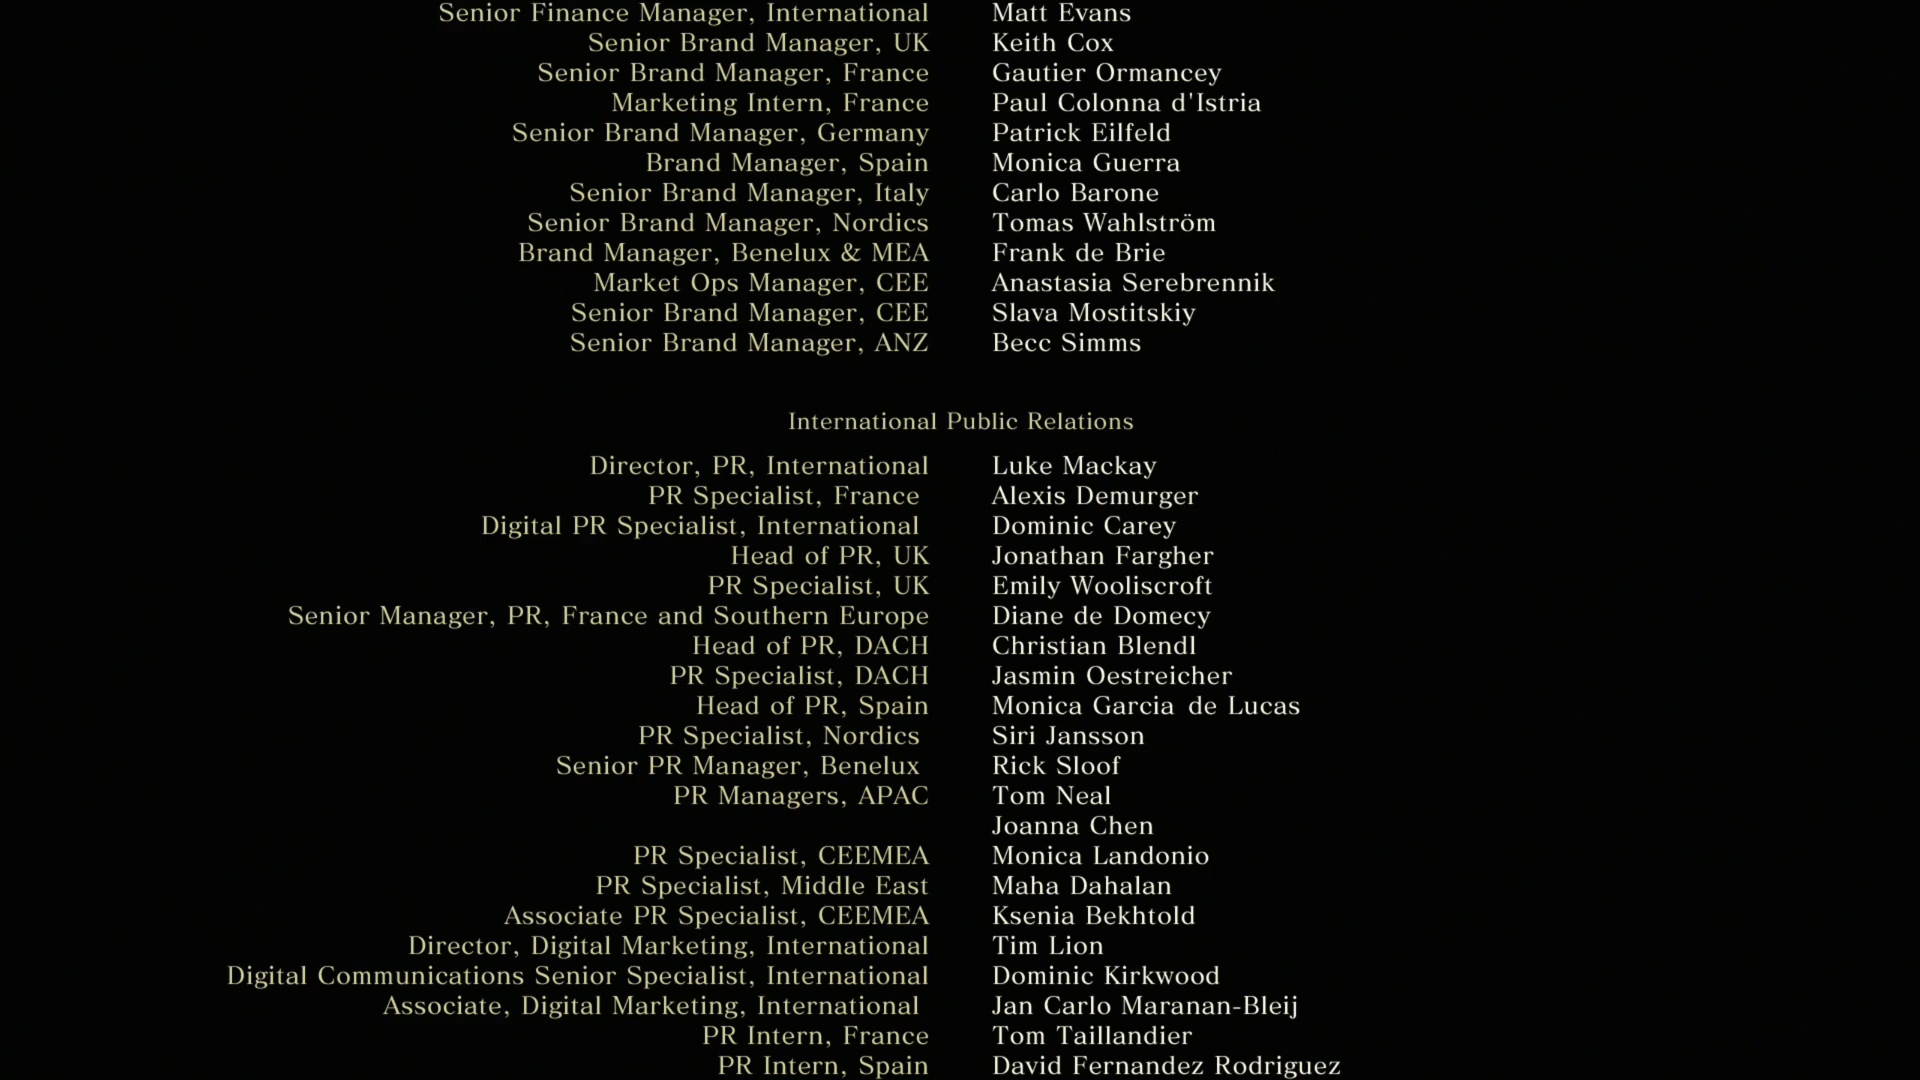 Senior Finance Manager, International Matt Evans
Senior Brand Manager, UK Keith Cox
Senior Brand Manager, France Gautier Ormancey
Marketing Intern, France Paul Colonna d'Istria
Senior Brand Manager, Germany Patrick Eilfeld
Brand Manager, Spain Monica Guerra
Senior Brand Manager, Italy Carlo Barone
Senior Brand Manager, Nordics Tomas Wahlström
Brand Manager, Benelux & MEA Frank de Brie
Market Ops Manager, CEE Anastasia Serebrennik
Senior Brand Manager, CEE Slava Mostitskiy
Senior Brand Manager, ANZ Becc Simms
International Public Relations
Director, PR, International Luke Mackay
PR Specialist, France Alexis Demurger
Digital PR Specialist, International Dominic Carey
Head of PR, UK Jonathan Fargher
PR Specialist, UK Emily Wooliscroft
Senior Manager, PR, France and Southern Europe Diane de Domecy
Head of PR, DACH Christian Blendl
PR Specialist, DACH Jasmin Oestreicher
Head of PR, Spain Monica Garcia de Lucas
PR Specialist, Nordics Siri Jansson
Senior PR Manager, Benelux Rick Sloof
PR Managers, APAC Tom Neal
Joanna Chen
PR Specialist, CEEMEA Monica Landonio
PR Specialist, Middle East Maha Dahalan
Associate PR Specialist, CEEMEA Ksenia Bekhtold
Director, Digital Marketing, International Tim Lion
Digital Communications Senior Specialist, International Dominic Kirkwood
Associate, Digital Marketing, International Jan Carlo Maranan-Bleij
PR Intern, France Tom Taillandier
PR Intern, Spain David Fernandez Rodriguez